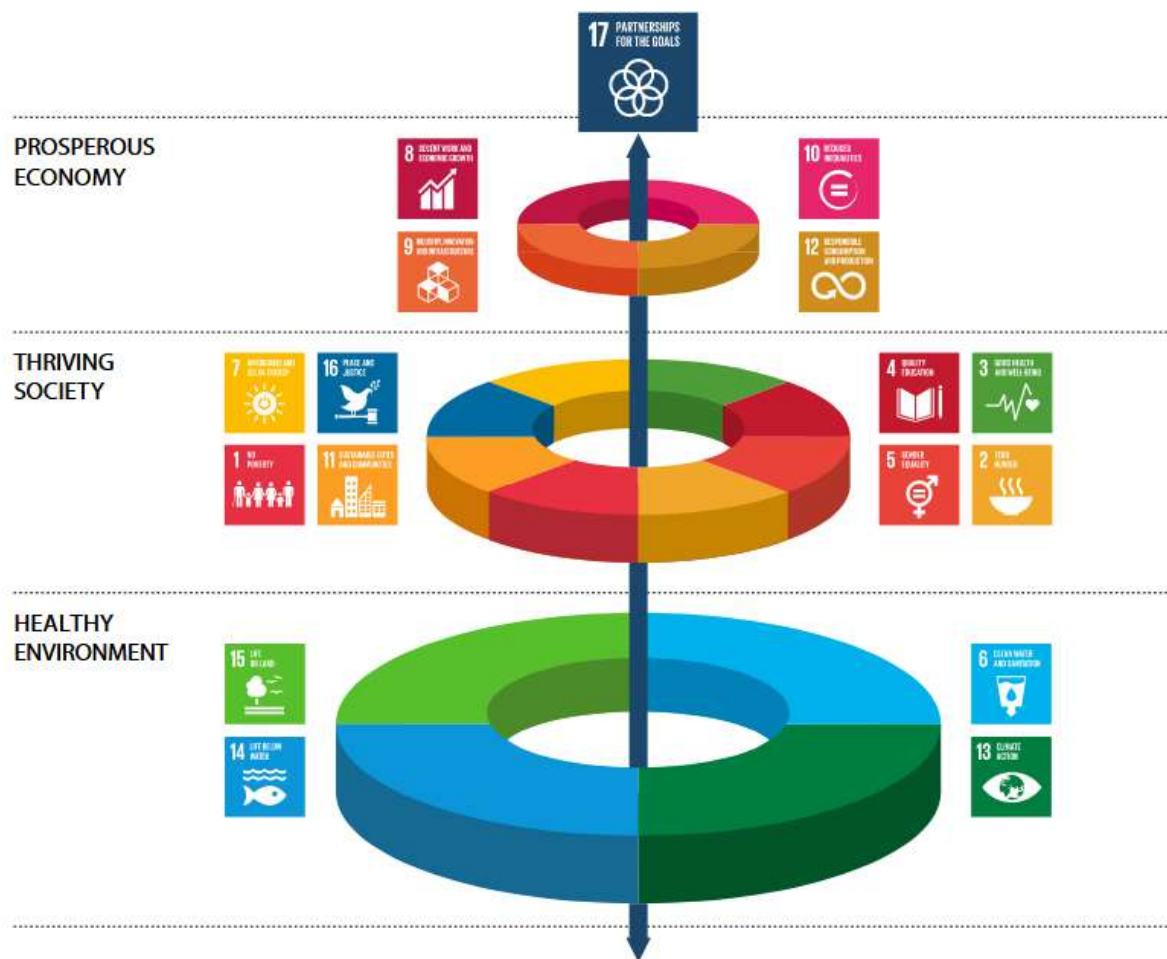 17 PARTNERSHIPS
FOR THE GOALS
PROSPEROUS
ECONOMY
8 DECENT WORK AND
ECONOMIC GROWTH
10 REDUCED
INEQUALITIES
9 INDUSTRY, INNOVATION
AND INFRASTRUCTURE
12 RESPONSIBLE
CONSUMPTION
AND PRODUCTION
THRIVING
SOCIETY
7 AFFORDABLE AND
CLEAN ENERGY
16 PEACE AND
JUSTICE
4 QUALITY
EDUCATION
3 GOOD HEALTH
AND WELL-BEING
1 NO
POVERTY
11 SUSTAINABLE CITIES
AND COMMUNITIES
5 GENDER
EQUALITY
2 ZERO
HUNGER
HEALTHY
ENVIRONMENT
15 LIFE
ON LAND
6 CLEAN WATER
AND SANITATION
14 LIFE BELOW
WATER
13 CLIMATE
ACTION